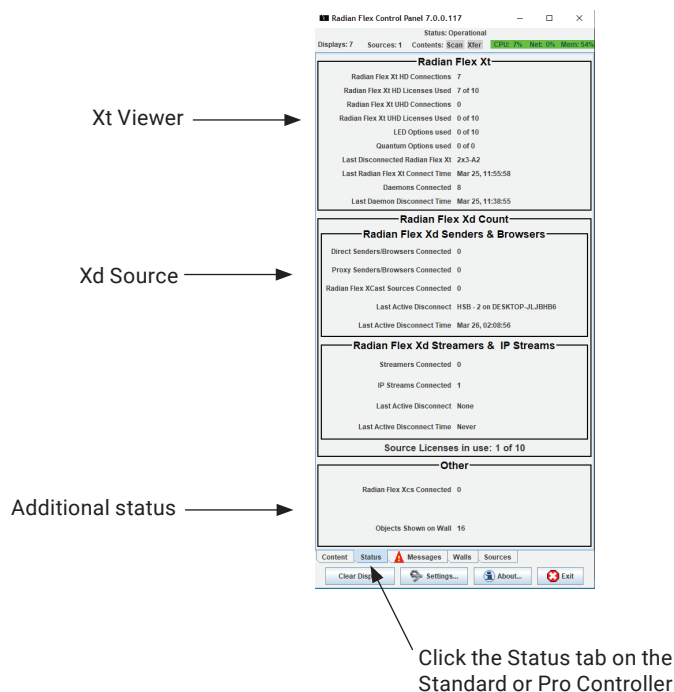 Radian Flex Control Panel 7.0.0.117
Status: Operational
Displays: 7 Sources: 1 Contents: Scan Xfer CPU: 7% Net: 0% Mem: 54%
Radian Flex Xt
Radian Flex Xt HD Connections 7
Radian Flex Xt HD Licenses Used 7 of 10
Radian Flex Xt UHD Connections 0
Xt Viewer
Radian Flex Xt UHD Licenses Used 0 of 10
LED Options used 0 of 10
Quantum Options used 0 of 0
Last Disconnected Radian Flex Xt 2x3-A2
Last Radian Flex Xt Connect Time Mar 25, 11:55:58
Daemons Connected 8
Last Daemon Disconnect Time Mar 25, 11:38:55
Radian Flex Xd Count
Radian Flex Xd Senders & Browsers
Direct Senders/Browsers Connected 0
Xd Source
Proxy Senders/Browsers Connected 0
Radian Flex XCast Sources Connected 0
Last Active Disconnect HSB - 2 on DESKTOP-JLJBHB6
Last Active Disconnect Time Mar 26, 02:08:56
Radian Flex Xd Streamers & IP Streams
Streamers Connected 0
IP Streams Connected 1
Last Active Disconnect None
Last Active Disconnect Time Never
Source Licenses in use: 1 of 10
Other
Radian Flex Xcs Connected 0
Additional status
Objects Shown on Wall 16
Content Status Messages Walls Sources
Clear Disp Settings... About... Exit
Click the Status tab on the
Standard or Pro Controller